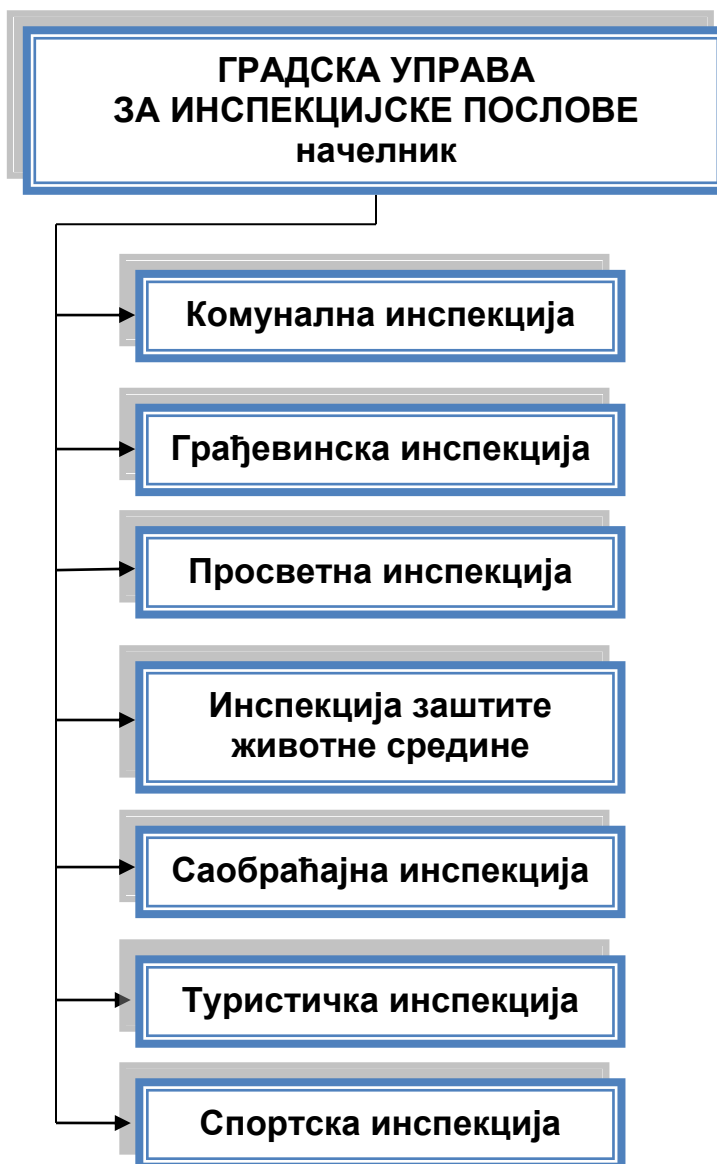 ГРАДСКА УПРАВА
ЗА ИНСПЕКЦИЈСКЕ ПОСЛОВЕ
начелник
Комунална инспекција
Грађевинска инспекција
Просветна инспекција
Инспекција заштите
животне средине
Саобраћајна инспекција
Туристичка инспекција
Спортска инспекција